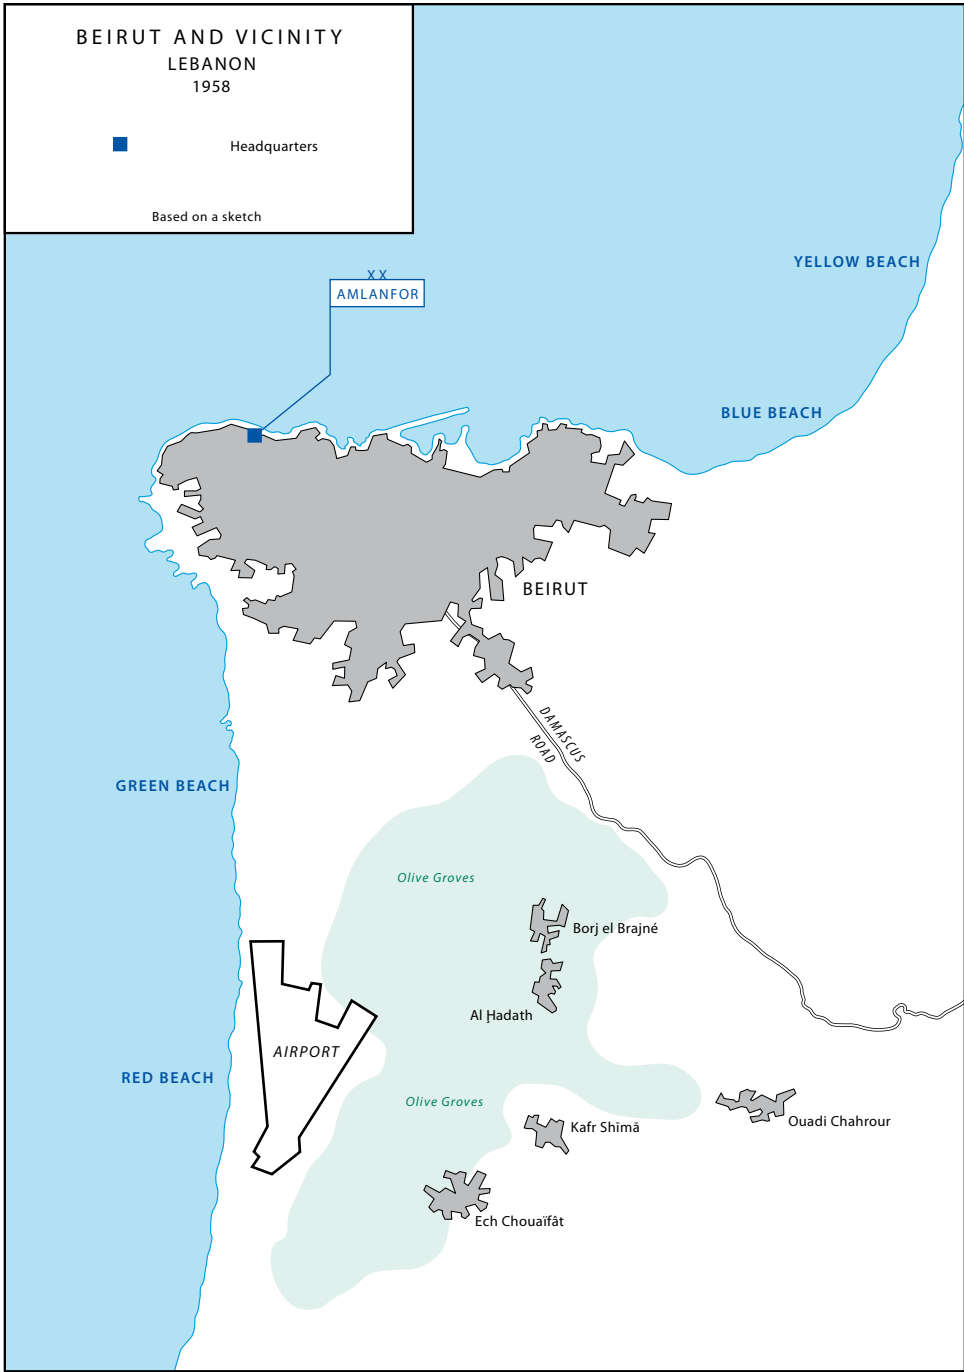 BEIRUT AND VICINITY
LEBANON
1958
Headquarters
Based on a sketch
YELLOW BEACH
XX
AMLANFOR
BLUE BEACH
BEIRUT
DAMASCUS
ROAD
GREEN BEACH
Olive Groves
Borj el Brajné
Al Ḩadath
AIRPORT
RED BEACH
Olive Groves
Ouadi Chahrour
Kafr Shīmā
Ech Chouaïfât